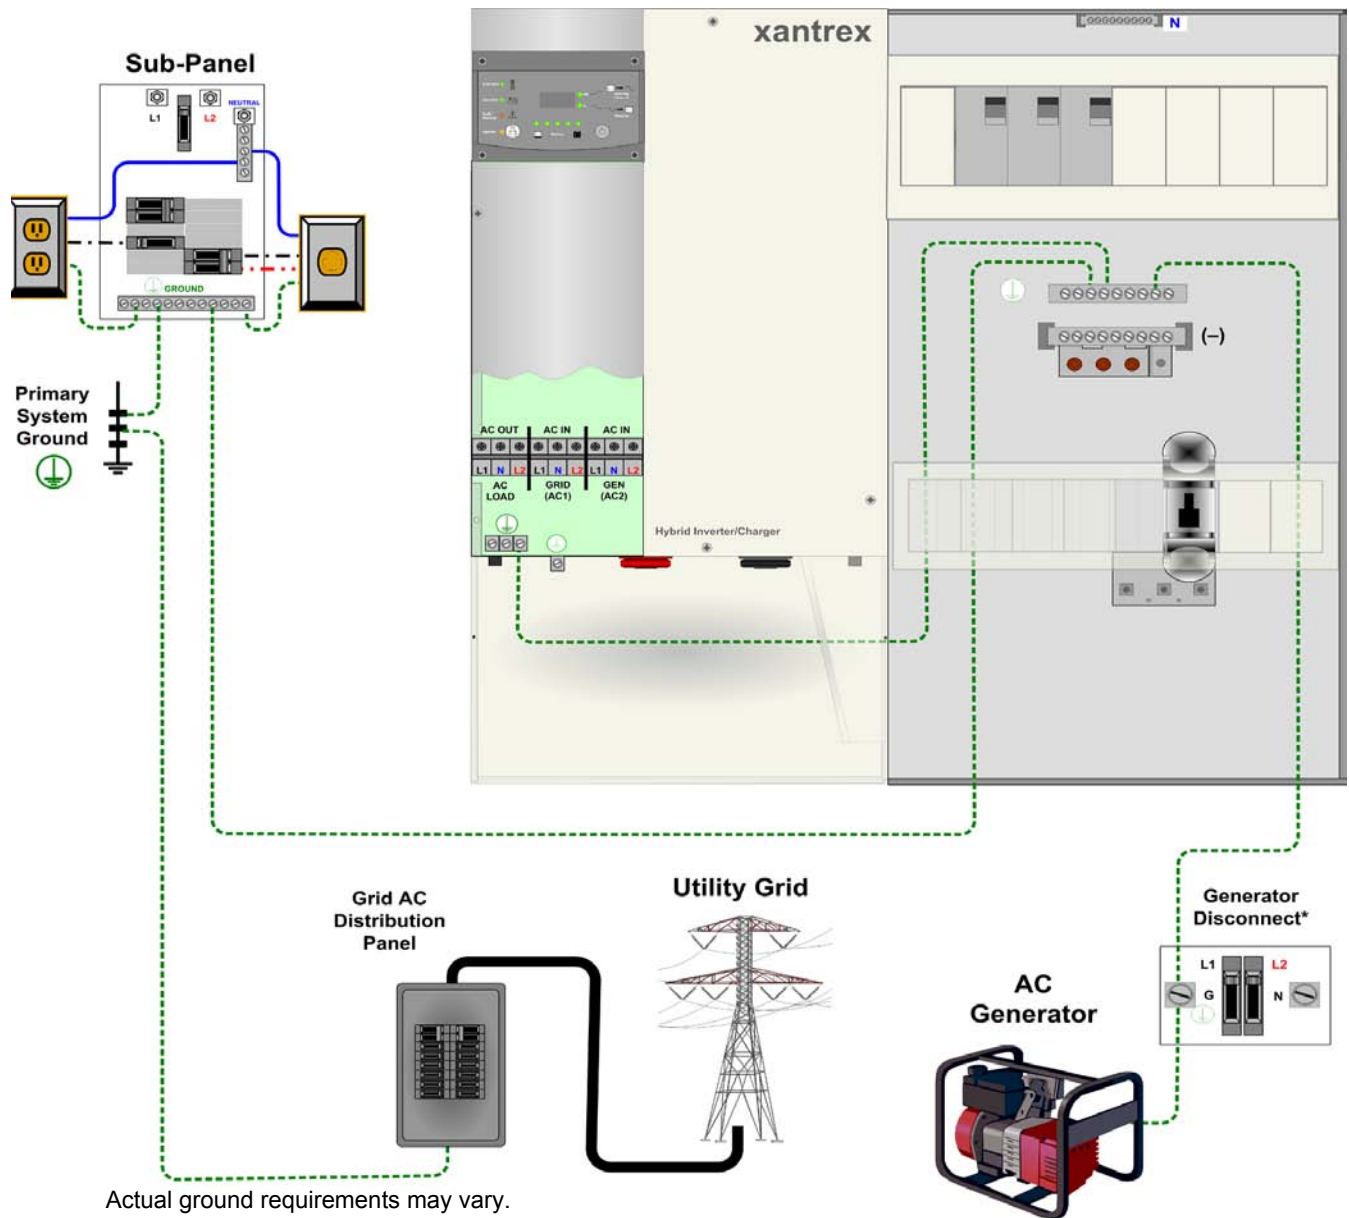 xantrex
N
Sub-Panel
L1
L2
NEUTRAL
GROUND
(–)
Primary
System
Ground
AC OUT
AC IN
AC IN
L1 N L2 L1 N L2 L1 N L2
AC
LOAD
GRID
(AC1)
GEN
(AC2)
Hybrid Inverter/Charger
Grid AC
Distribution
Panel
Utility Grid
Generator
Disconnect*
L1
L2
G
N
AC
Generator
Actual ground requirements may vary.